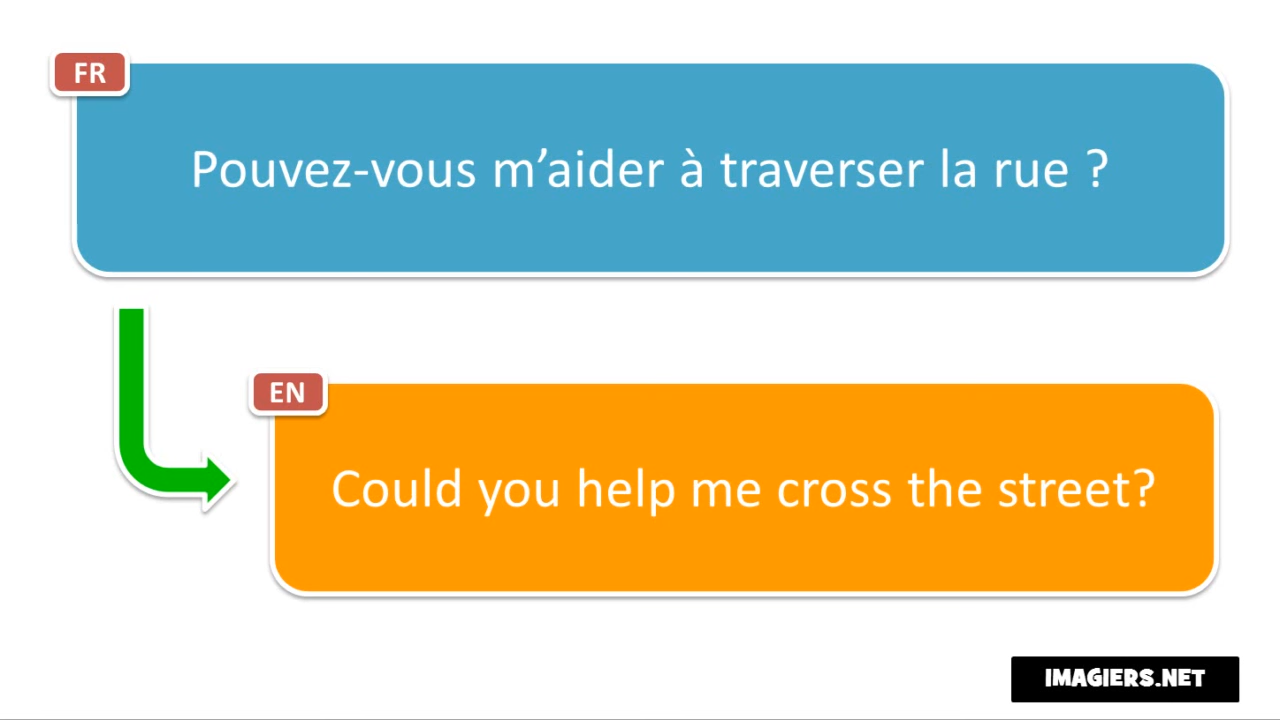 FR
Pouvez-vous m’aider à traverser la rue ?
EN
Could you help me cross the street?
IMAGIERS.NET